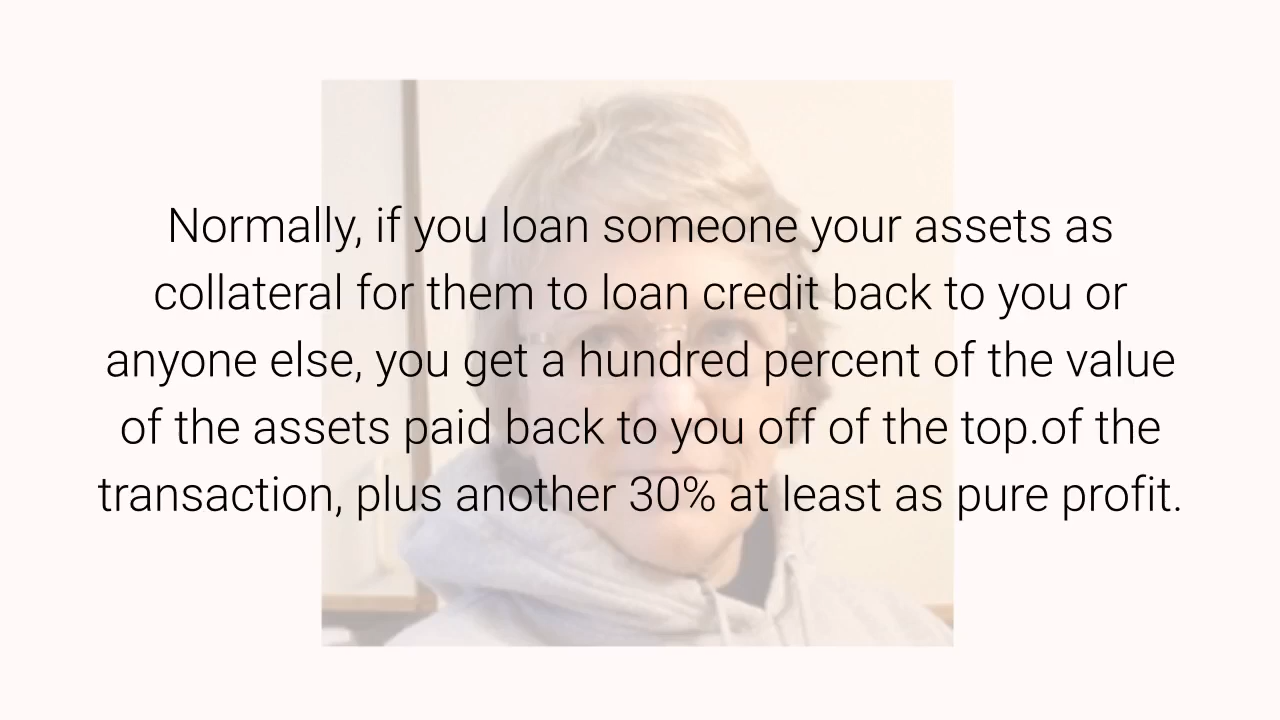 Normally, if you loan someone your assets as
collateral for them to loan credit back to you or
anyone else, you get a hundred percent of the value
of the assets paid back to you off of the top.of the
transaction, plus another 30% at least as pure profit.